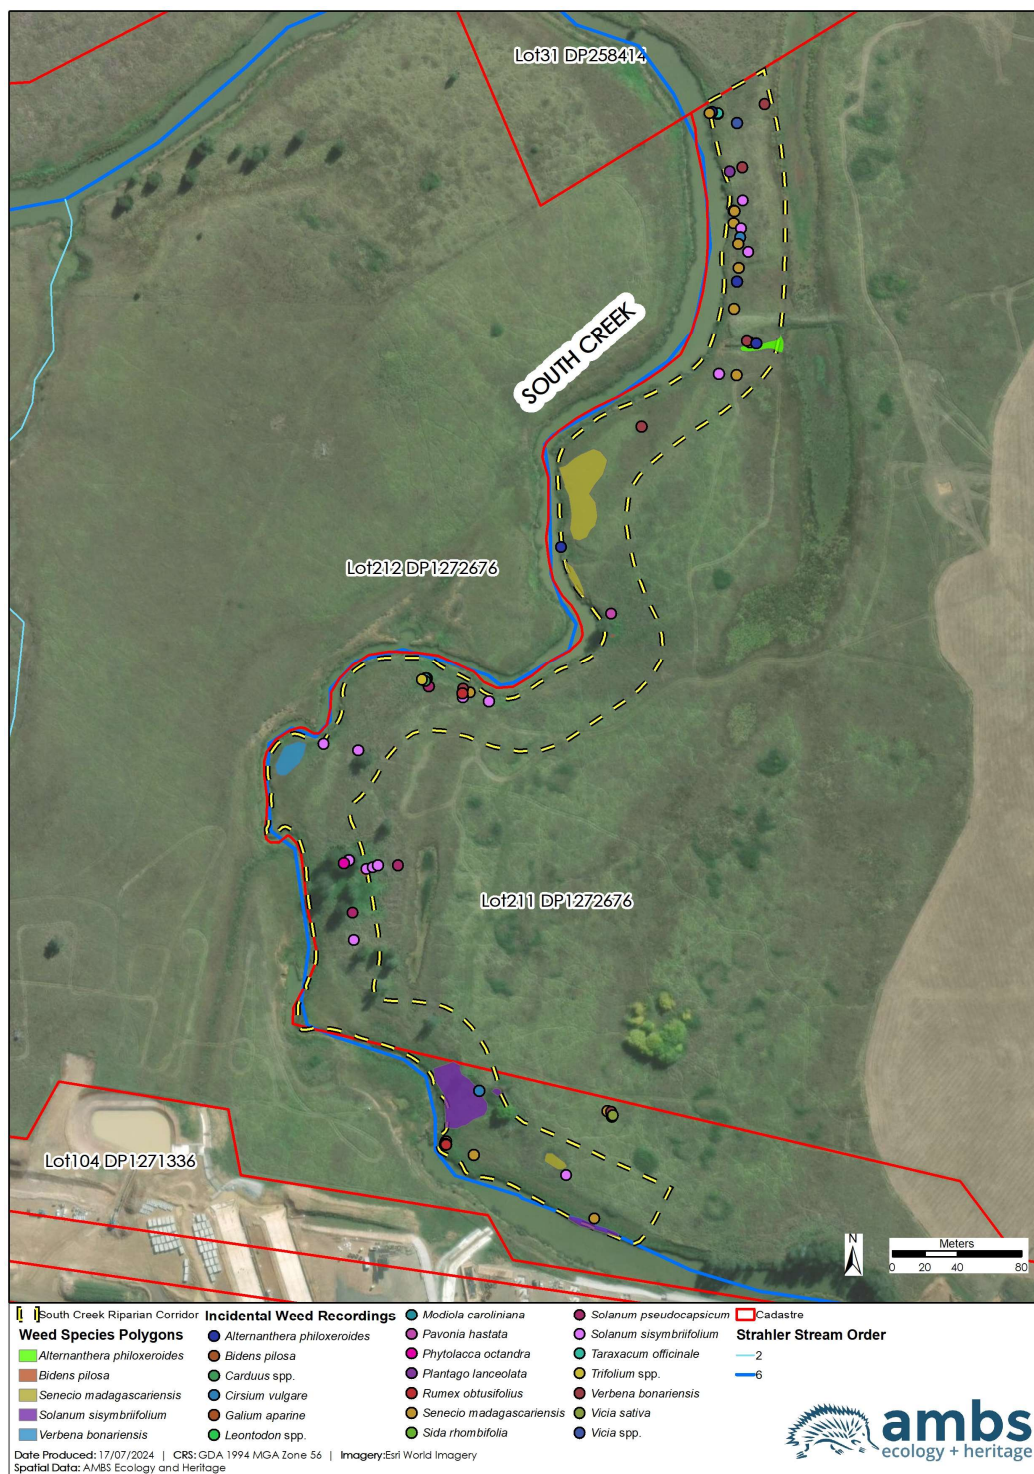 Lot31 DP258414
SOUTH CREEK
Lot212 DP1272676
Lot211 DP1272676
Lot104 DP1271336
N
Meters
0 20 40 80
South Creek Riparian Corridor
Weed Species Polygons
Alternanthera philoxeroides
Bidens pilosa
Senecio madagascariensis
Solanum sisymbriifolium
Verbena bonariensis
Incidental Weed Recordings
Alternanthera philoxeroides
Bidens pilosa
Carduus spp.
Cirsium vulgare
Galium aparine
Leontodon spp.
Modiola caroliniana
Pavonia hastata
Phytolacca octandra
Plantago lanceolata
Rumex obtusifolius
Senecio madagascariensis
Sida rhombifolia
Solanum pseudocapsicum
Solanum sisymbriifolium
Taraxacum officinale
Trifolium spp.
Verbena bonariensis
Vicia sativa
Vicia spp.
Cadastre
Strahler Stream Order
2
6
Date Produced: 17/07/2024 | CRS: GDA 1994 MGA Zone 56 | Imagery:Esri World Imagery
Spatial Data: AMBS Ecology and Heritage
ambs
ecology + heritage